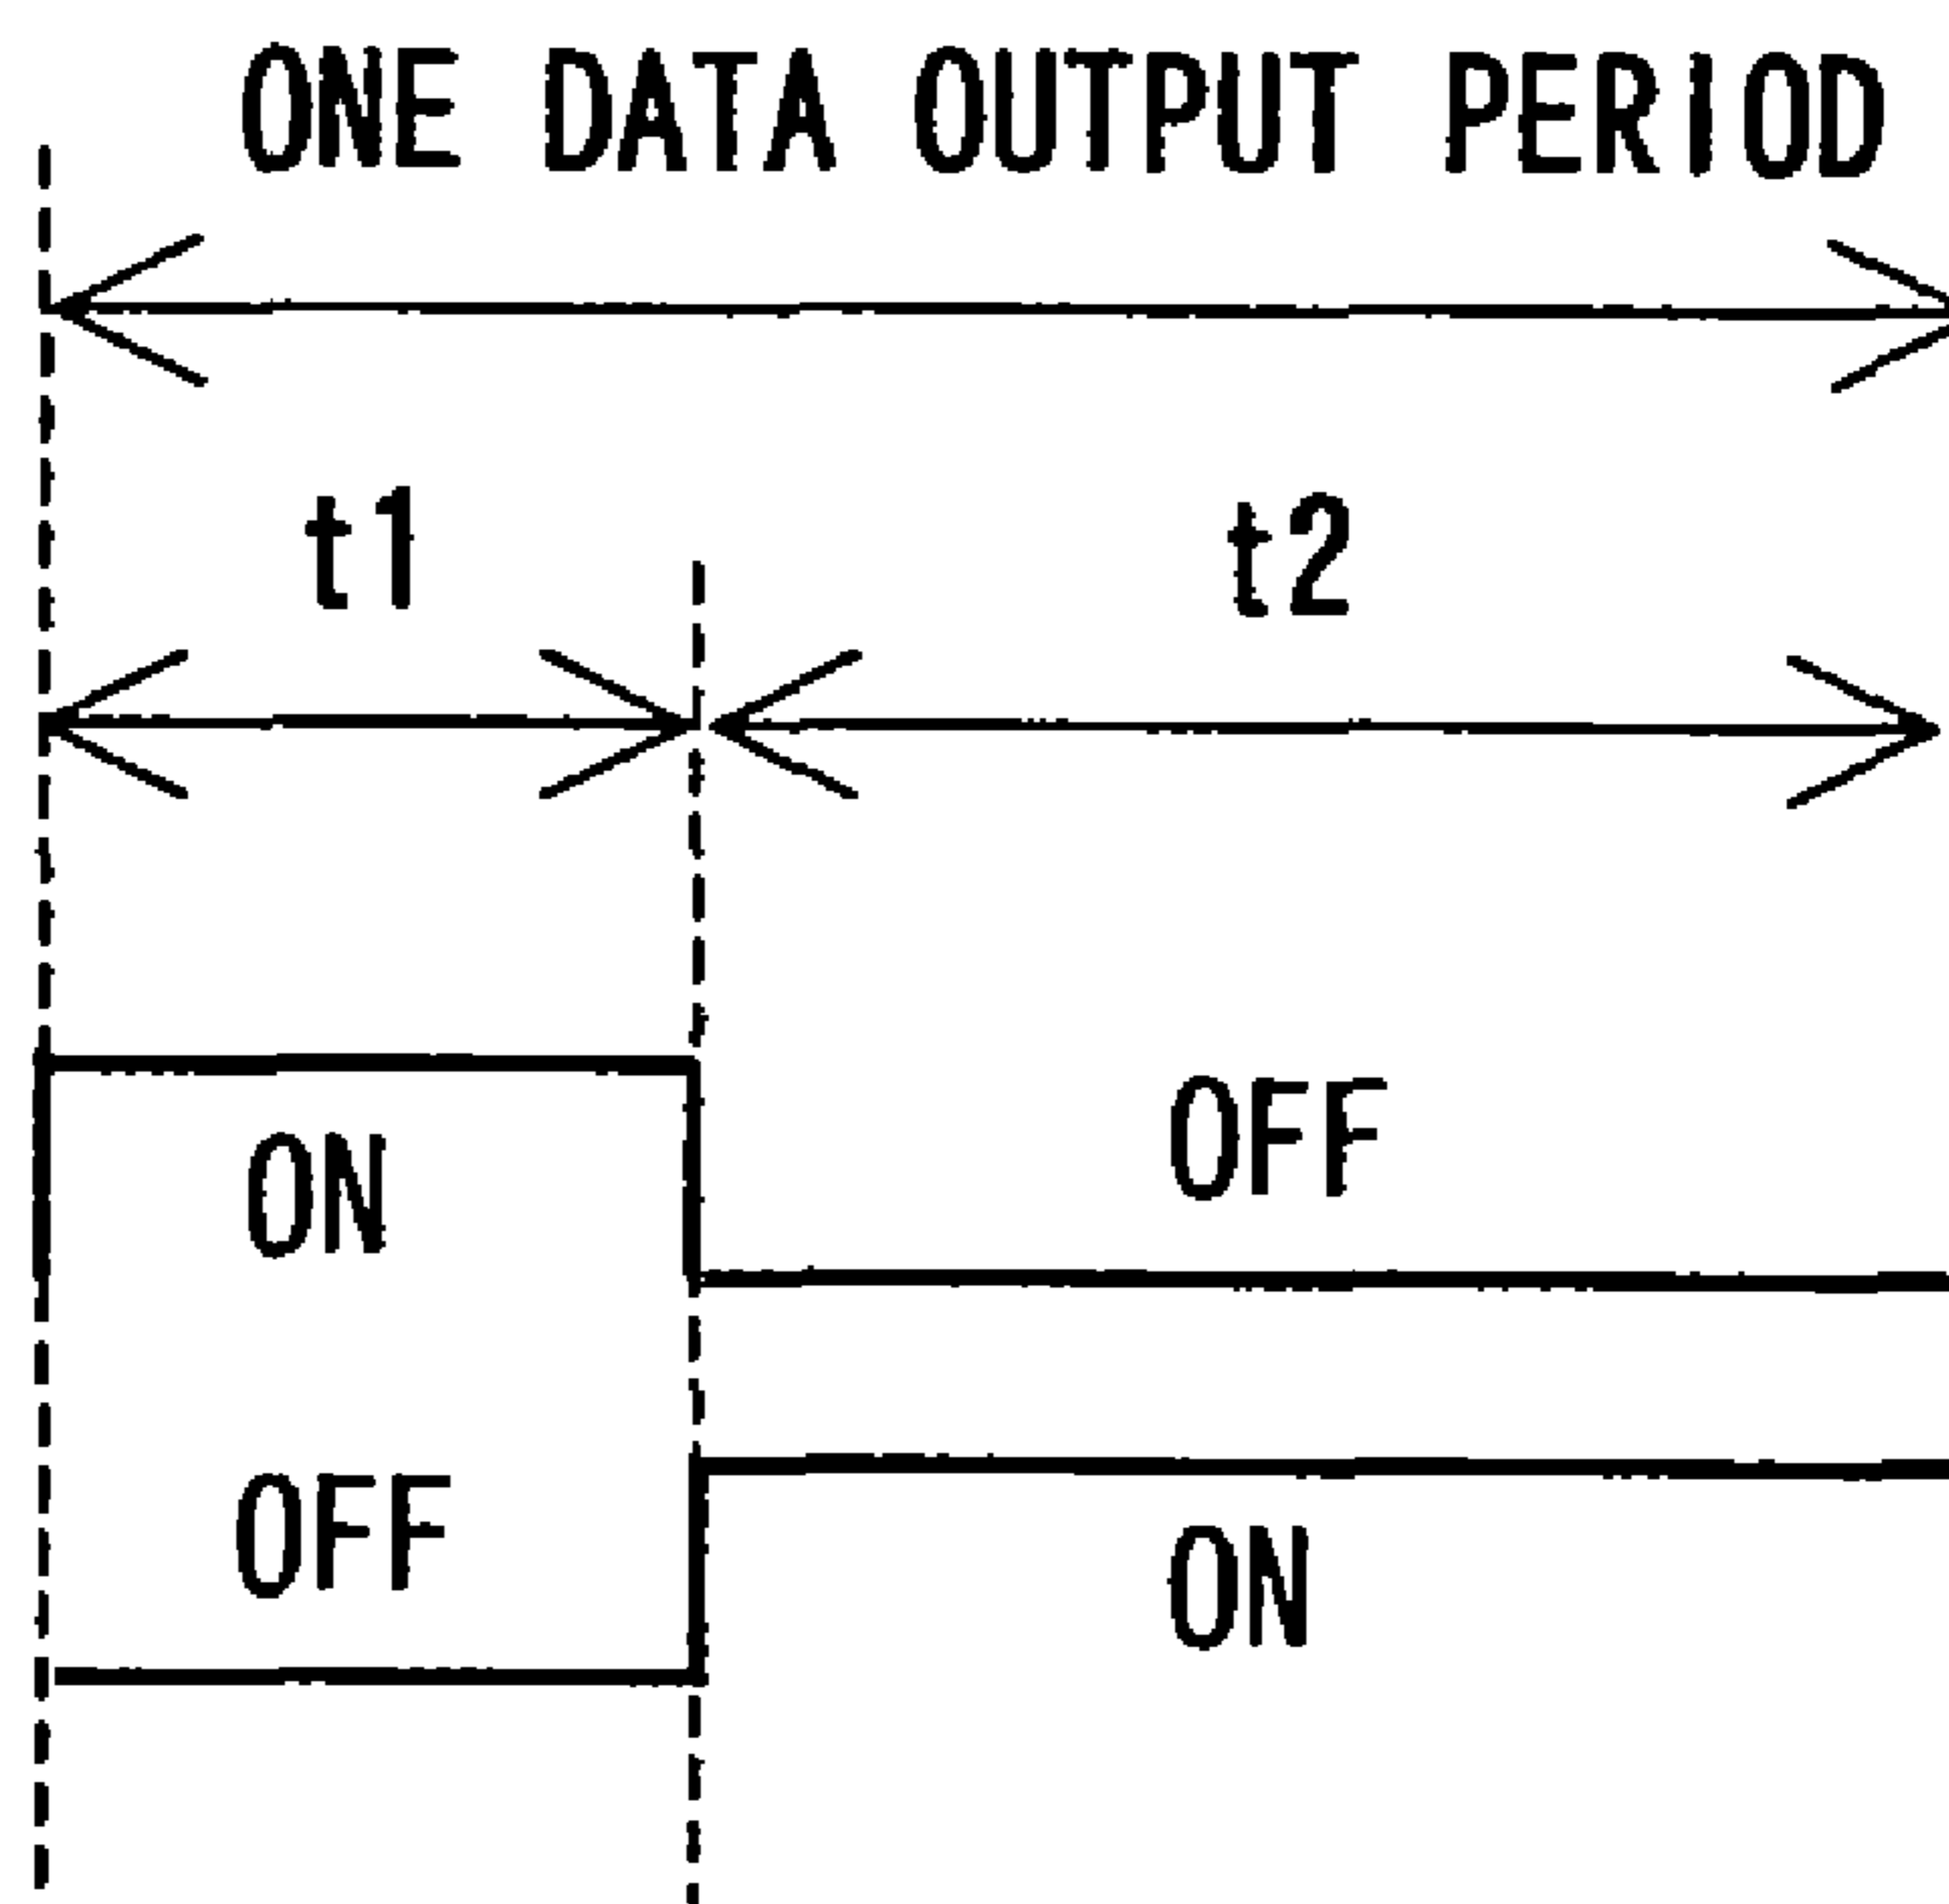 ONE DATA OUTPUT PERIOD
t1 t2
ON OFF
OFF ON